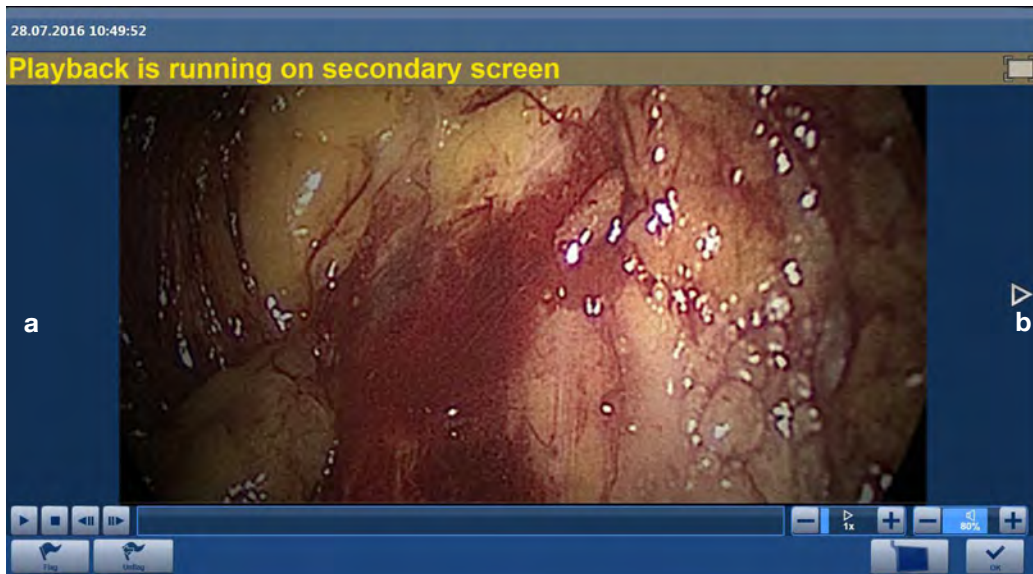 28.07.2016 10:49:52
Playback is running on secondary screen
a
b
1x
80%
Flag
Unflag
OK